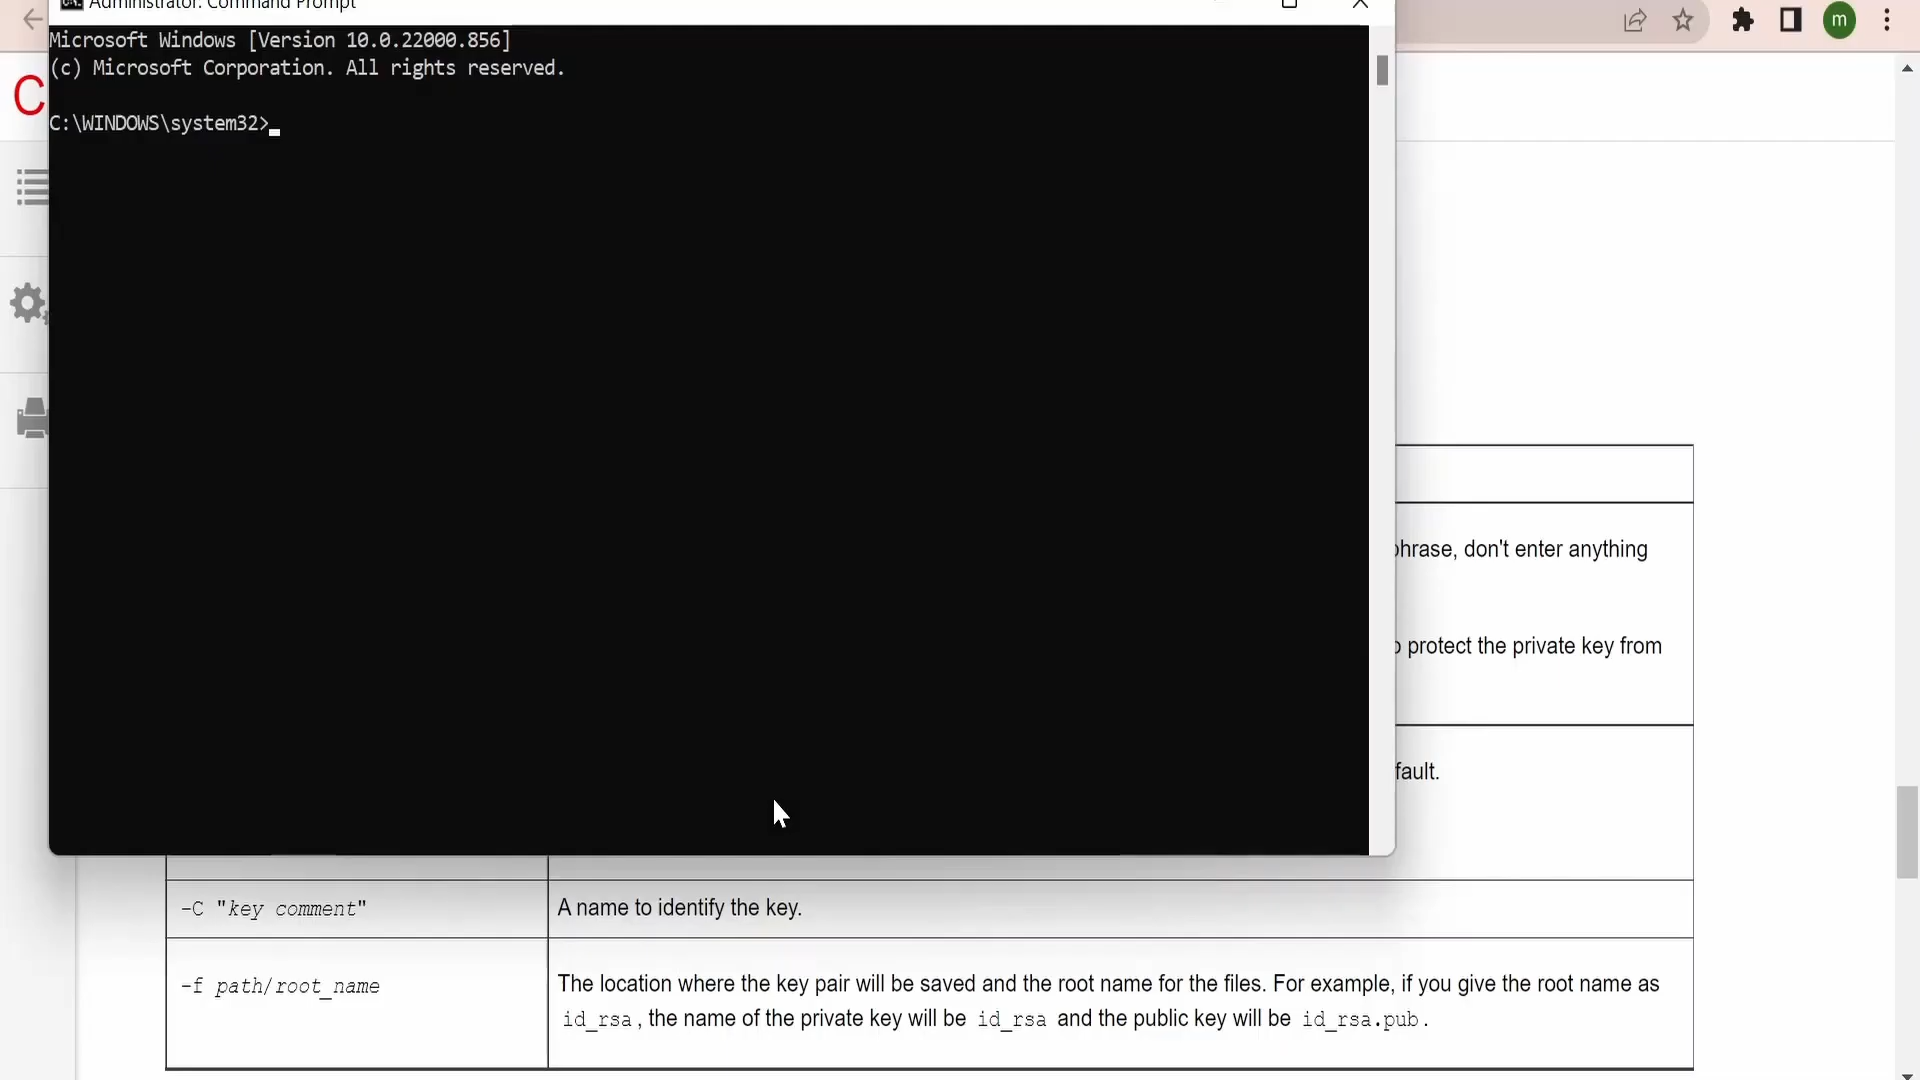 Administrator: Command Prompt
Microsoft Windows [Version 10.0.22000.856]
(c) Microsoft Corporation. All rights reserved.
C:\WINDOWS\system32>
m
C
phrase, don't enter anything
protect the private key from
fault.
-C "key comment"
A name to identify the key.
-f path/root_name
The location where the key pair will be saved and the root name for the files. For example, if you give the root name as
id_rsa, the name of the private key will be id_rsa and the public key will be id_rsa.pub.